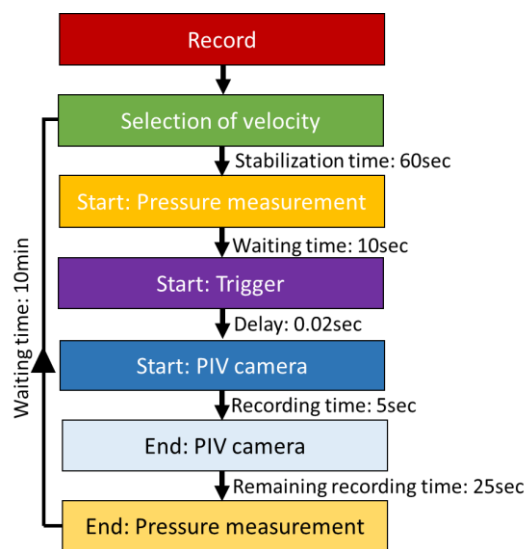 Record
Selection of velocity
Stabilization time: 60sec
Start: Pressure measurement
Waiting time: 10sec
Start: Trigger
Delay: 0.02sec
Start: PIV camera
Recording time: 5sec
End: PIV camera
Remaining recording time: 25sec
End: Pressure measurement
Waiting time: 10min